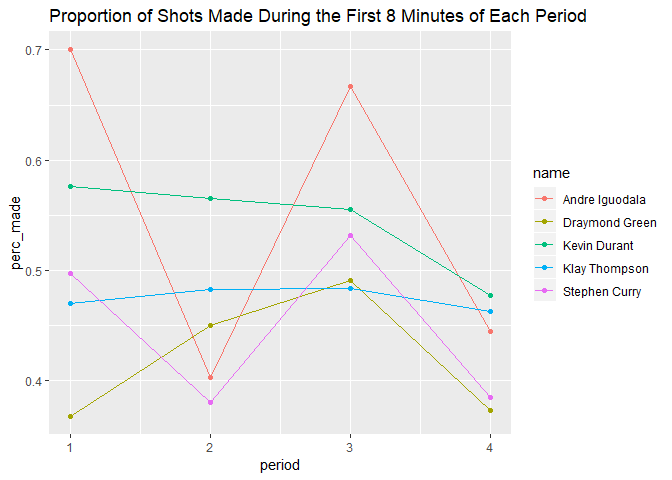 Proportion of Shots Made During the First 8 Minutes of Each Period
perc_made
0.7
0.6
0.5
0.4
1 2 3 4
period
name
Andre Iguodala
Draymond Green
Kevin Durant
Klay Thompson
Stephen Curry